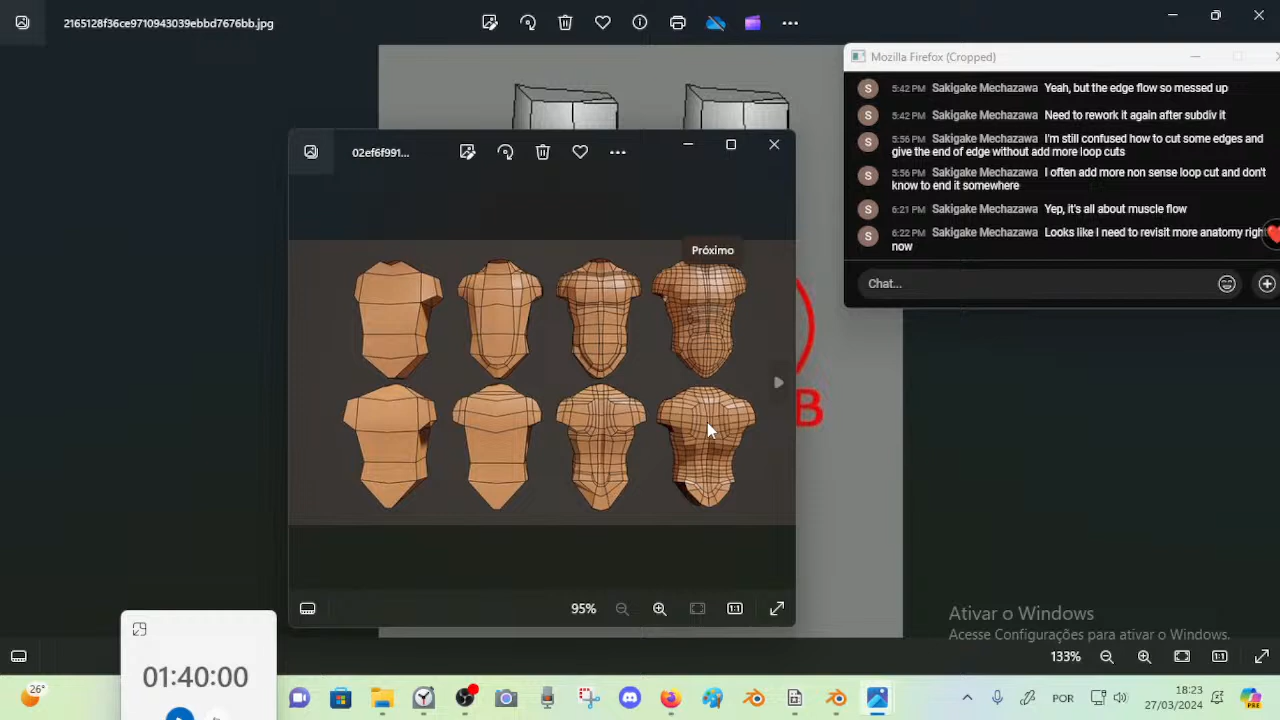 2165128f36ce9710943039ebbd7676bb.jpg
Mozilla Firefox (Cropped)
S 5:42 PM Sakigake Mechazawa Yeah, but the edge flow so messed up
S 5:42 PM Sakigake Mechazawa Need to rework it again after subdiv it
S 5:56 PM Sakigake Mechazawa I'm still confused how to cut some edges and
give the end of edge without add more loop cuts
S 5:56 PM Sakigake Mechazawa I often add more non sense loop cut and don't
know to end it somewhere
S 6:21 PM Sakigake Mechazawa Yep, it's all about muscle flow
S 6:22 PM Sakigake Mechazawa Looks like I need to revisit more anatomy righ
now
Chat...
02ef6f991...
Próximo
B
95%
1:1
Ativar o Windows
Acesse Configurações para ativar o Windows.
133%
1:1
01:40:00
26°
POR
18:23
27/03/2024
PRE